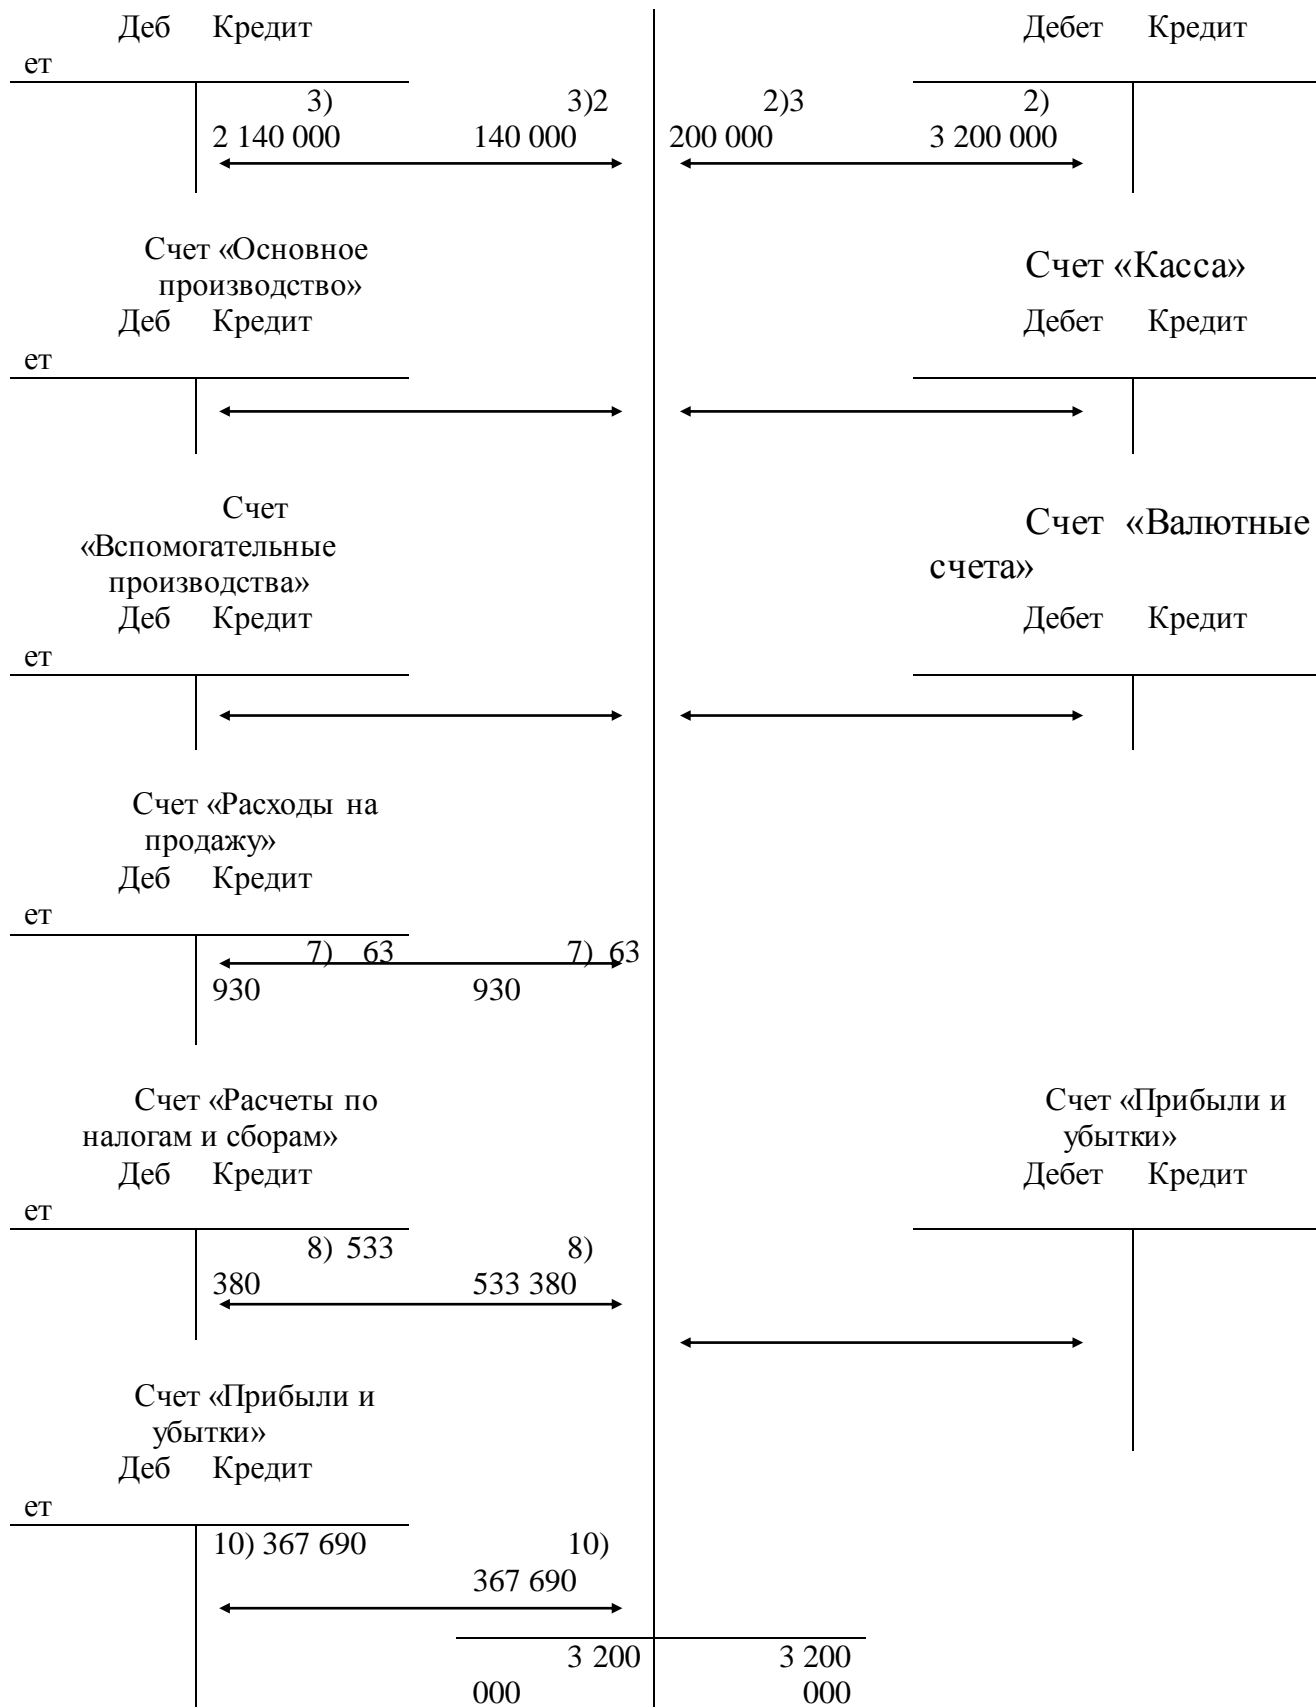 Деб Кредит Дебет Кредит
ет
3) 3)2 2)3 2)
2 140 000 140 000 200 000 3 200 000
Счет «Основное
производство»
Счет «Касса»
Деб Кредит Дебет Кредит
ет
Счет
«Вспомогательные
производства»
Счет «Валютные
счета»
Деб Кредит Дебет Кредит
ет
Счет «Расходы на
продажу»
Деб Кредит
ет
7) 63 7) 63
930 930
Счет «Расчеты по
налогам и сборам»
Счет «Прибыли и
убытки»
Деб Кредит Дебет Кредит
ет
8) 533 8)
380 533 380
Счет «Прибыли и
убытки»
Деб Кредит
ет
10) 367 690 10)
367 690
3 200 3 200
000 000